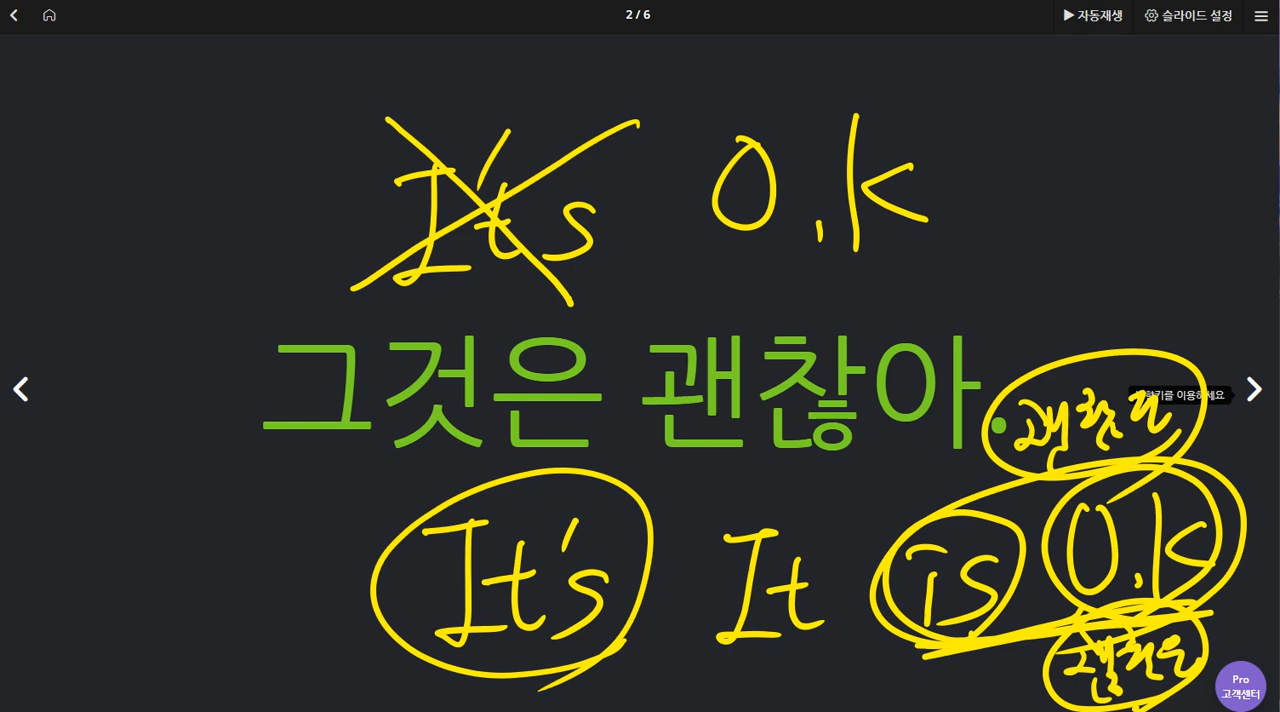 2 / 6
자동재생
슬라이드 설정
It's O.k
그것은 괜찮아.
괜찮은
It's It is O.k
괜찮은
Pro
고객센터